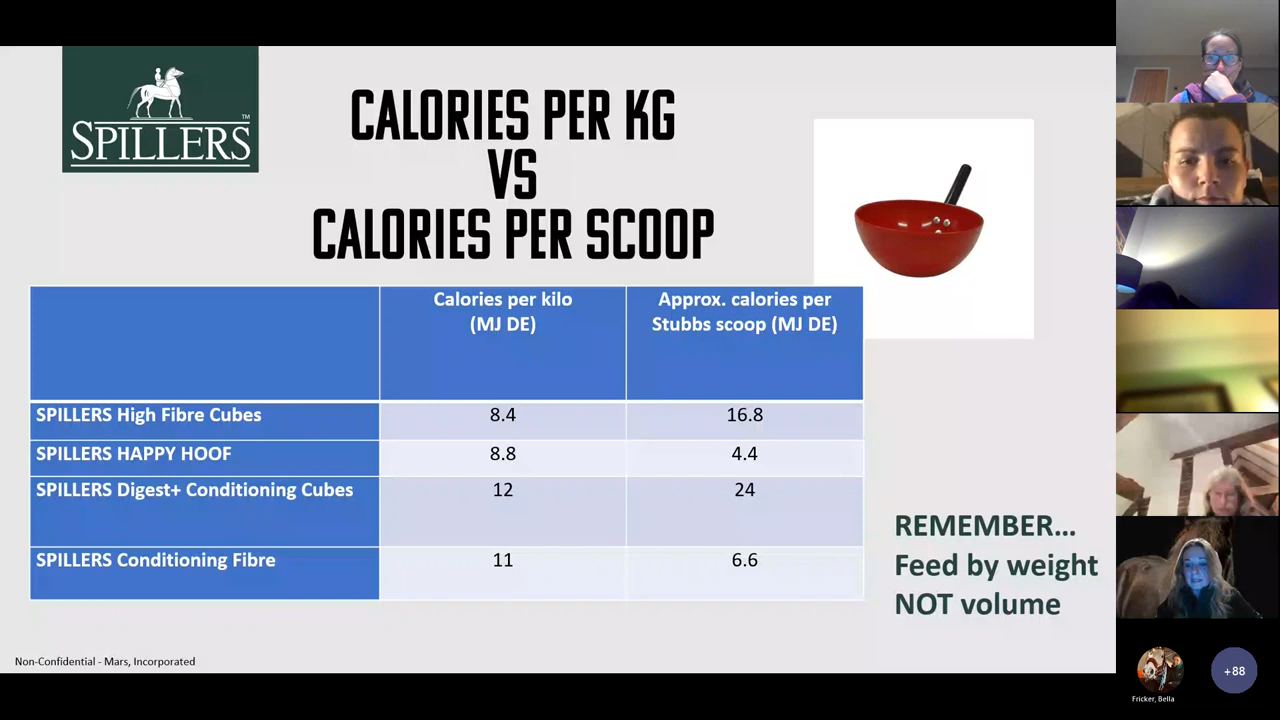 SPILLERS
TM
CALORIES PER KG
VS
CALORIES PER SCOOP
Calories per kilo
(MJ DE)
Approx. calories per
Stubbs scoop (MJ DE)
SPILLERS High Fibre Cubes
8.4
16.8
SPILLERS HAPPY HOOF
8.8
4.4
SPILLERS Digest+ Conditioning Cubes
12
24
SPILLERS Conditioning Fibre
11
6.6
REMEMBER...
Feed by weight
NOT volume
Non-Confidential - Mars, Incorporated
Fricker, Bella
+88